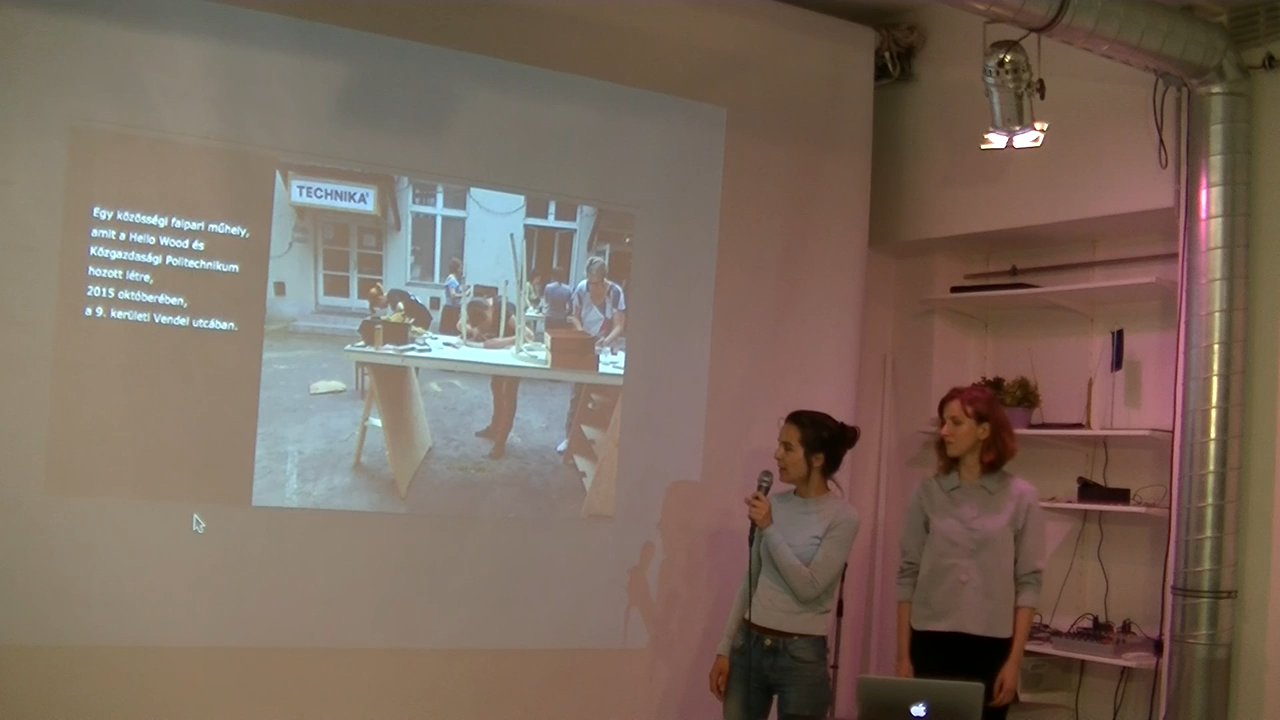 TECHNIKA
Egy közösségi faipari műhely,
amit a Hello Wood és
Közgazdasági Politechnikum
hozott létre,
2015 októberében,
a 9. kerületi Vendel utcában.